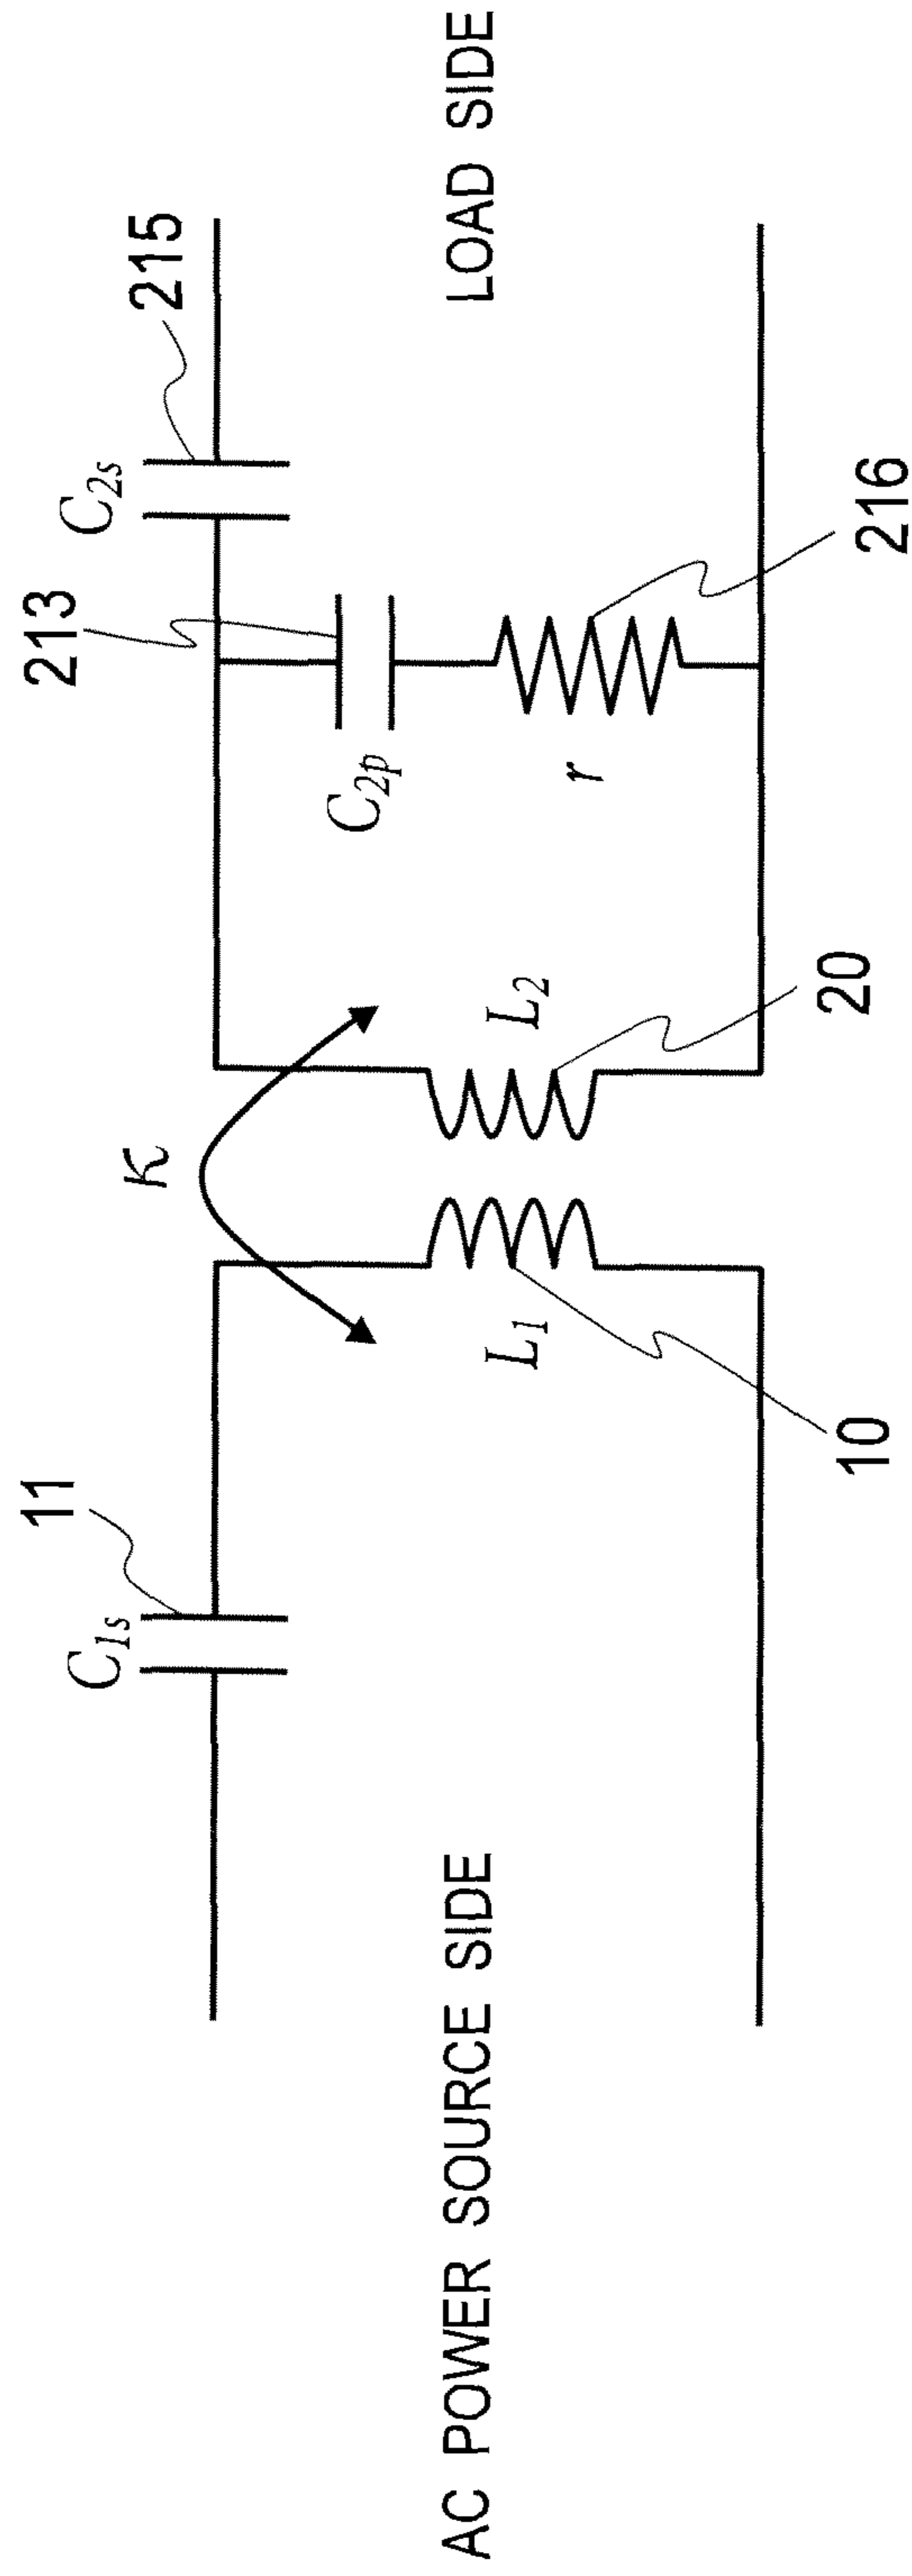 11
C1s
κ
213
C2s
215
C2p
r
216
L1
L2
10
20
AC POWER SOURCE SIDE
LOAD SIDE